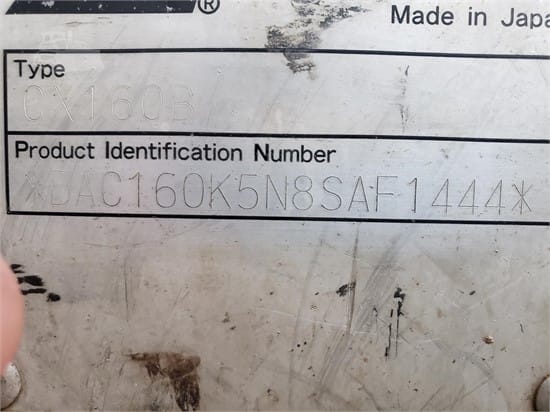 ®
Made in Japa
Type
CX160B
Product Identification Number
*DAC160K5N8SAF1444*